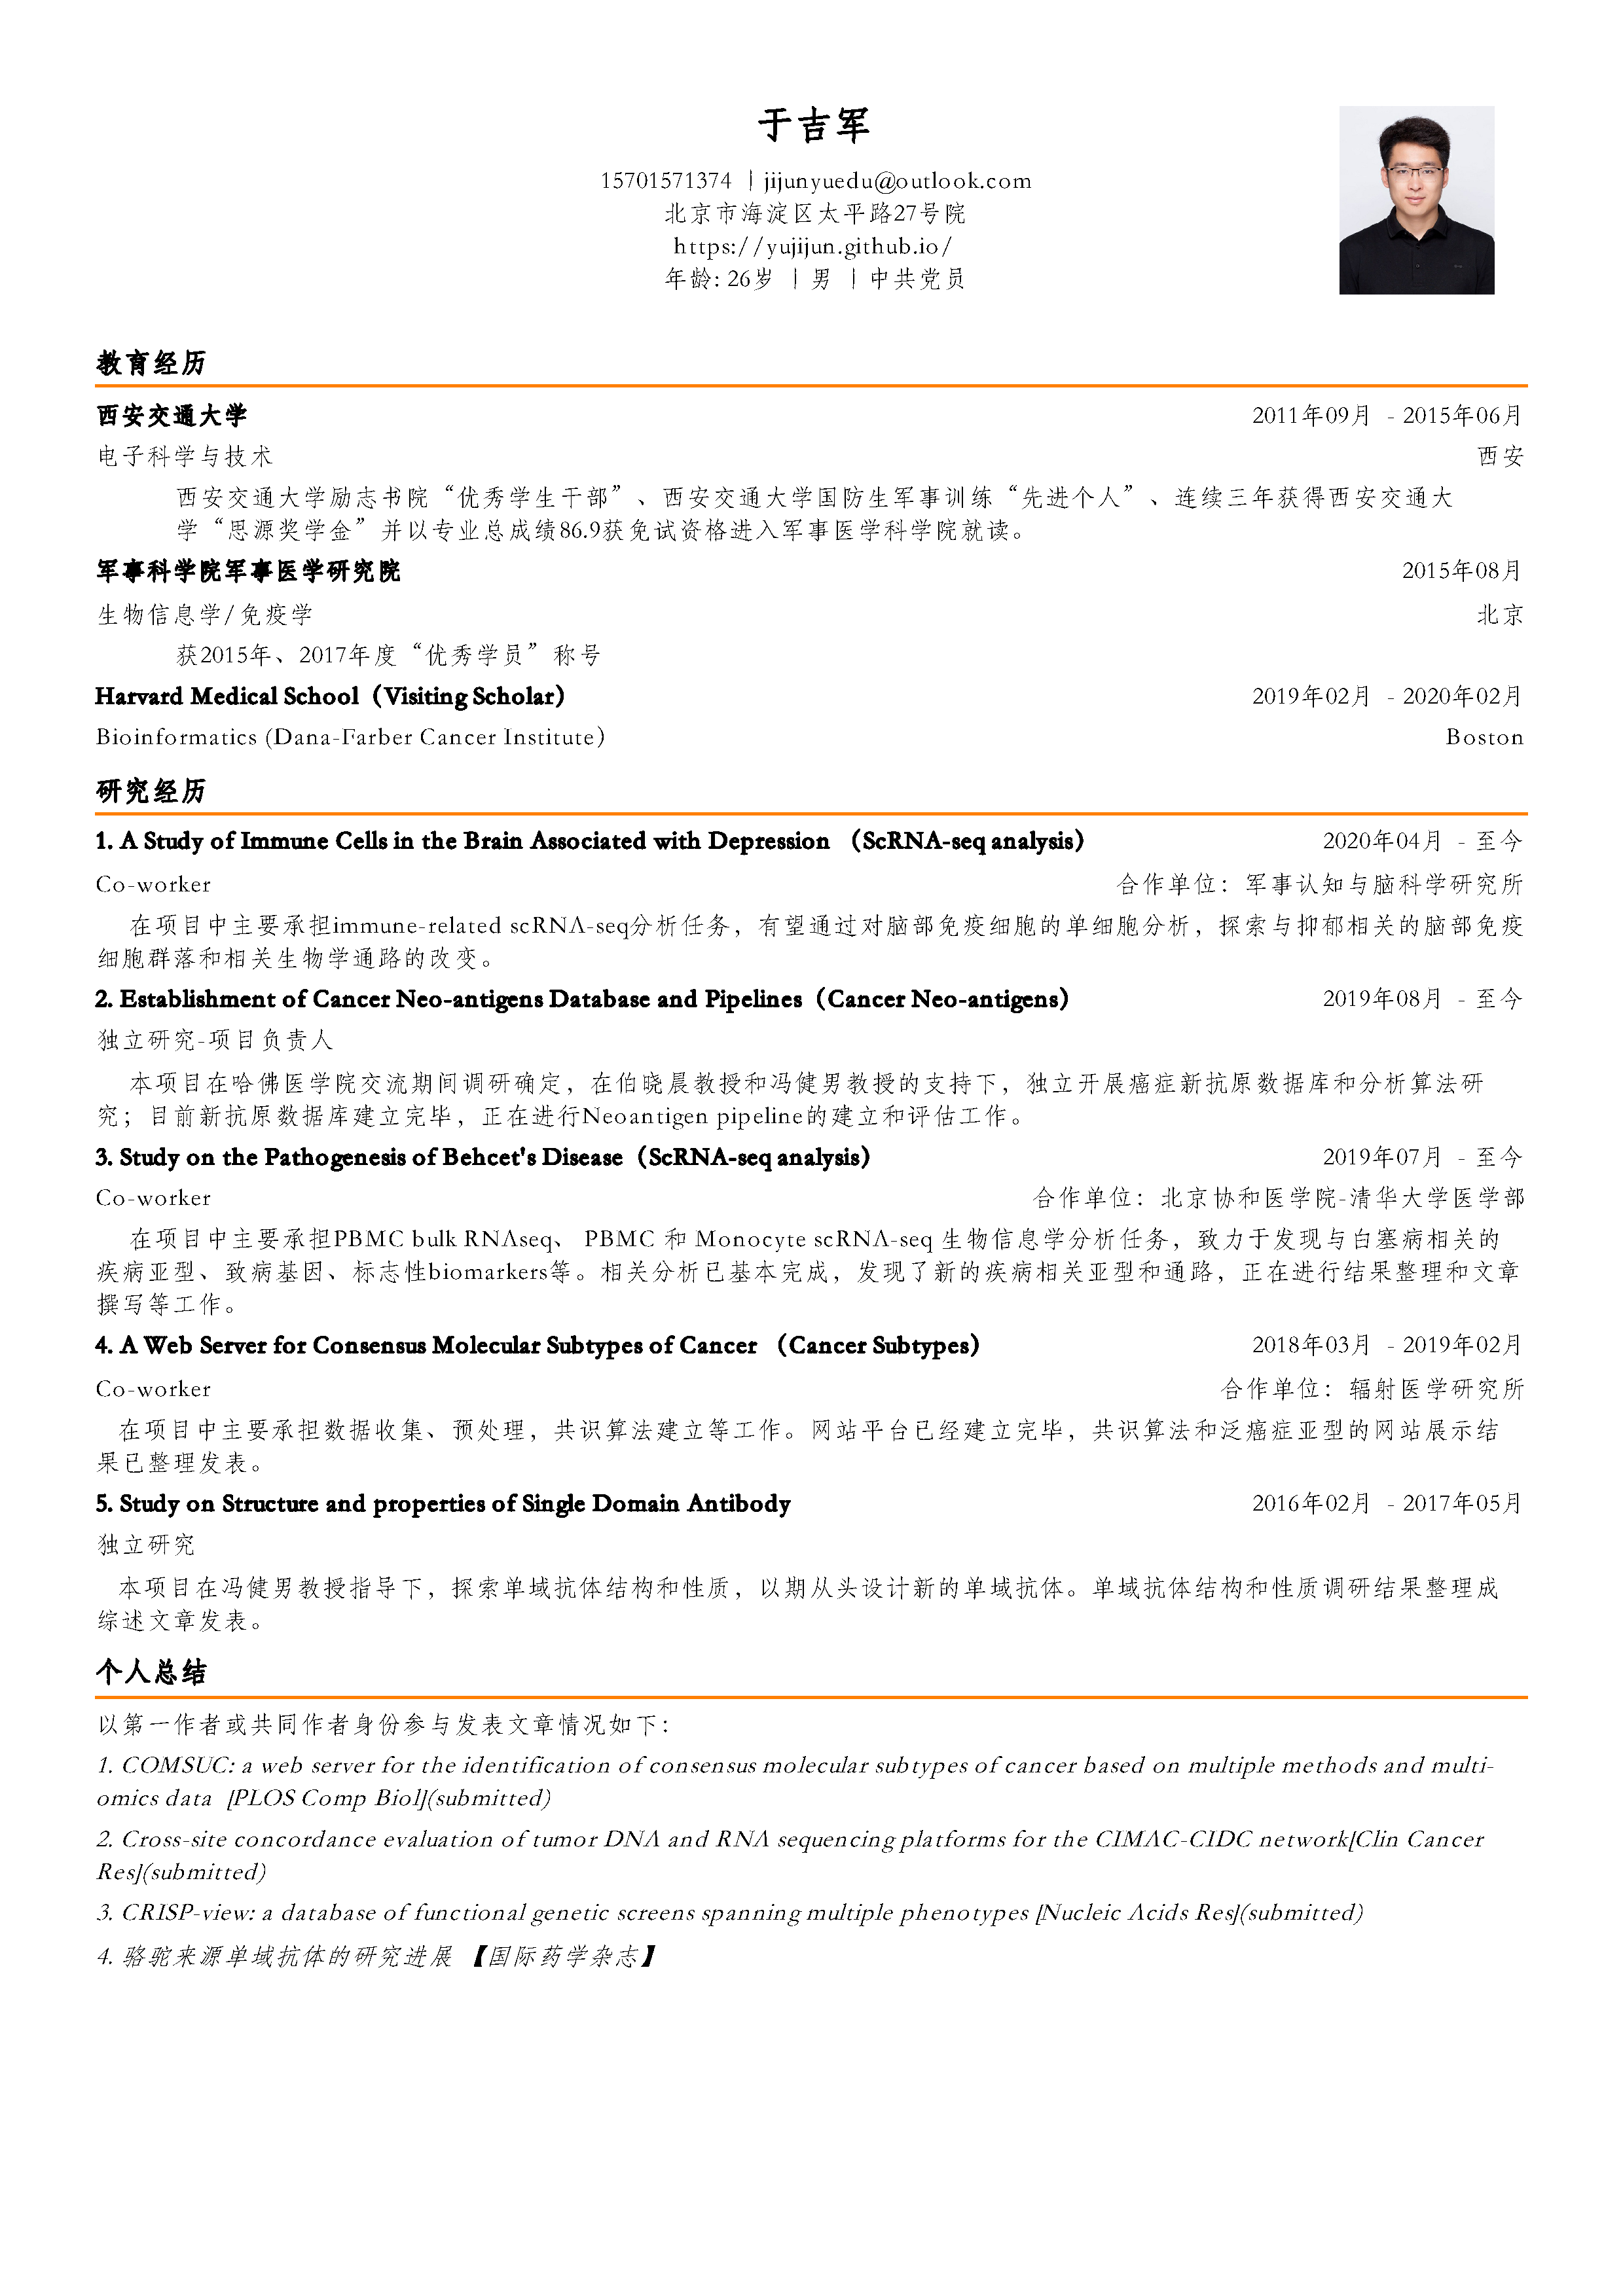 于吉军
15701571374 | jijunyuedu@outlook.com
北京市海淀区太平路27号院
https://yujijun.github.io/
年龄: 26岁 | 男 | 中共党员
教育经历
西安交通大学 2011年09月 - 2015年06月
电子科学与技术 西安
西安交通大学励志书院“优秀学生干部”、西安交通大学国防生军事训练“先进个人”、连续三年获得西安交通大
学“思源奖学金”并以专业总成绩86.9获免试资格进入军事医学科学院就读。
军事科学院军事医学研究院 2015年08月
生物信息学/免疫学 北京
获2015年、2017年度“优秀学员”称号
Harvard Medical School（Visiting Scholar） 2019年02月 - 2020年02月
Bioinformatics (Dana-Farber Cancer Institute） Boston
研究经历
1. A Study of Immune Cells in the Brain Associated with Depression （ScRNA-seq analysis） 2020年04月 - 至今
Co-worker 合作单位：军事认知与脑科学研究所
在项目中主要承担immune-related scRNA-seq分析任务，有望通过对脑部免疫细胞的单细胞分析，探索与抑郁相关的脑部免疫
细胞群落和相关生物学通路的改变。
2. Establishment of Cancer Neo-antigens Database and Pipelines（Cancer Neo-antigens） 2019年08月 - 至今
独立研究-项目负责人
本项目在哈佛医学院交流期间调研确定，在伯晓晨教授和冯健男教授的支持下，独立开展癌症新抗原数据库和分析算法研
究；目前新抗原数据库建立完毕，正在进行Neoantigen pipeline的建立和评估工作。
3. Study on the Pathogenesis of Behcet's Disease（ScRNA-seq analysis） 2019年07月 - 至今
Co-worker 合作单位：北京协和医学院-清华大学医学部
在项目中主要承担PBMC bulk RNAseq、 PBMC 和 Monocyte scRNA-seq 生物信息学分析任务，致力于发现与白塞病相关的
疾病亚型、致病基因、标志性biomarkers等。相关分析已基本完成，发现了新的疾病相关亚型和通路，正在进行结果整理和文章
撰写等工作。
4. A Web Server for Consensus Molecular Subtypes of Cancer （Cancer Subtypes） 2018年03月 - 2019年02月
Co-worker 合作单位：辐射医学研究所
在项目中主要承担数据收集、预处理，共识算法建立等工作。网站平台已经建立完毕，共识算法和泛癌症亚型的网站展示结
果已整理发表。
5. Study on Structure and properties of Single Domain Antibody 2016年02月 - 2017年05月
独立研究
本项目在冯健男教授指导下，探索单域抗体结构和性质，以期从头设计新的单域抗体。单域抗体结构和性质调研结果整理成
综述文章发表。
个人总结
以第一作者或共同作者身份参与发表文章情况如下：
1. COMSUC: a web server for the identification of consensus molecular subtypes of cancer based on multiple methods and multi-
omics data [PLOS Comp Biol](submitted)
2. Cross-site concordance evaluation of tumor DNA and RNA sequencing platforms for the CIMAC-CIDC network[Clin Cancer
Res](submitted)
3. CRISP-view: a database of functional genetic screens spanning multiple phenotypes [Nucleic Acids Res](submitted)
4. 骆驼来源单域抗体的研究进展 【国际药学杂志】